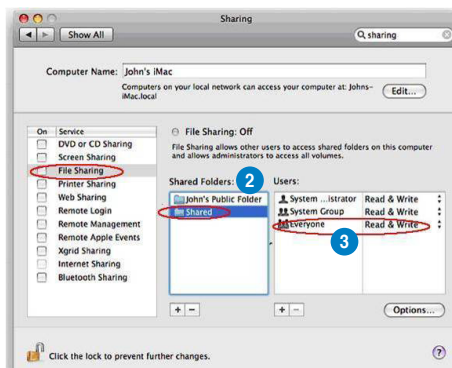 Sharing
Show All
sharing
Computer Name: John's iMac
Computers on your local network can access your computer at: Johns-
iMac.local
Edit...
On Service
DVD or CD Sharing
Screen Sharing
File Sharing
Printer Sharing
Web Sharing
Remote Login
Remote Management
Remote Apple Events
Xgrid Sharing
Internet Sharing
Bluetooth Sharing
File Sharing: Off
File Sharing allows other users to access shared folders on this computer
and allows administrators to access all volumes.
Shared Folders: 2
John's Public Folder
Shared
Users:
System ...istrator Read & Write
System Group Read & Write
Everyone Read & Write
3
+ -
+ -
Options...
Click the lock to prevent further changes.
?